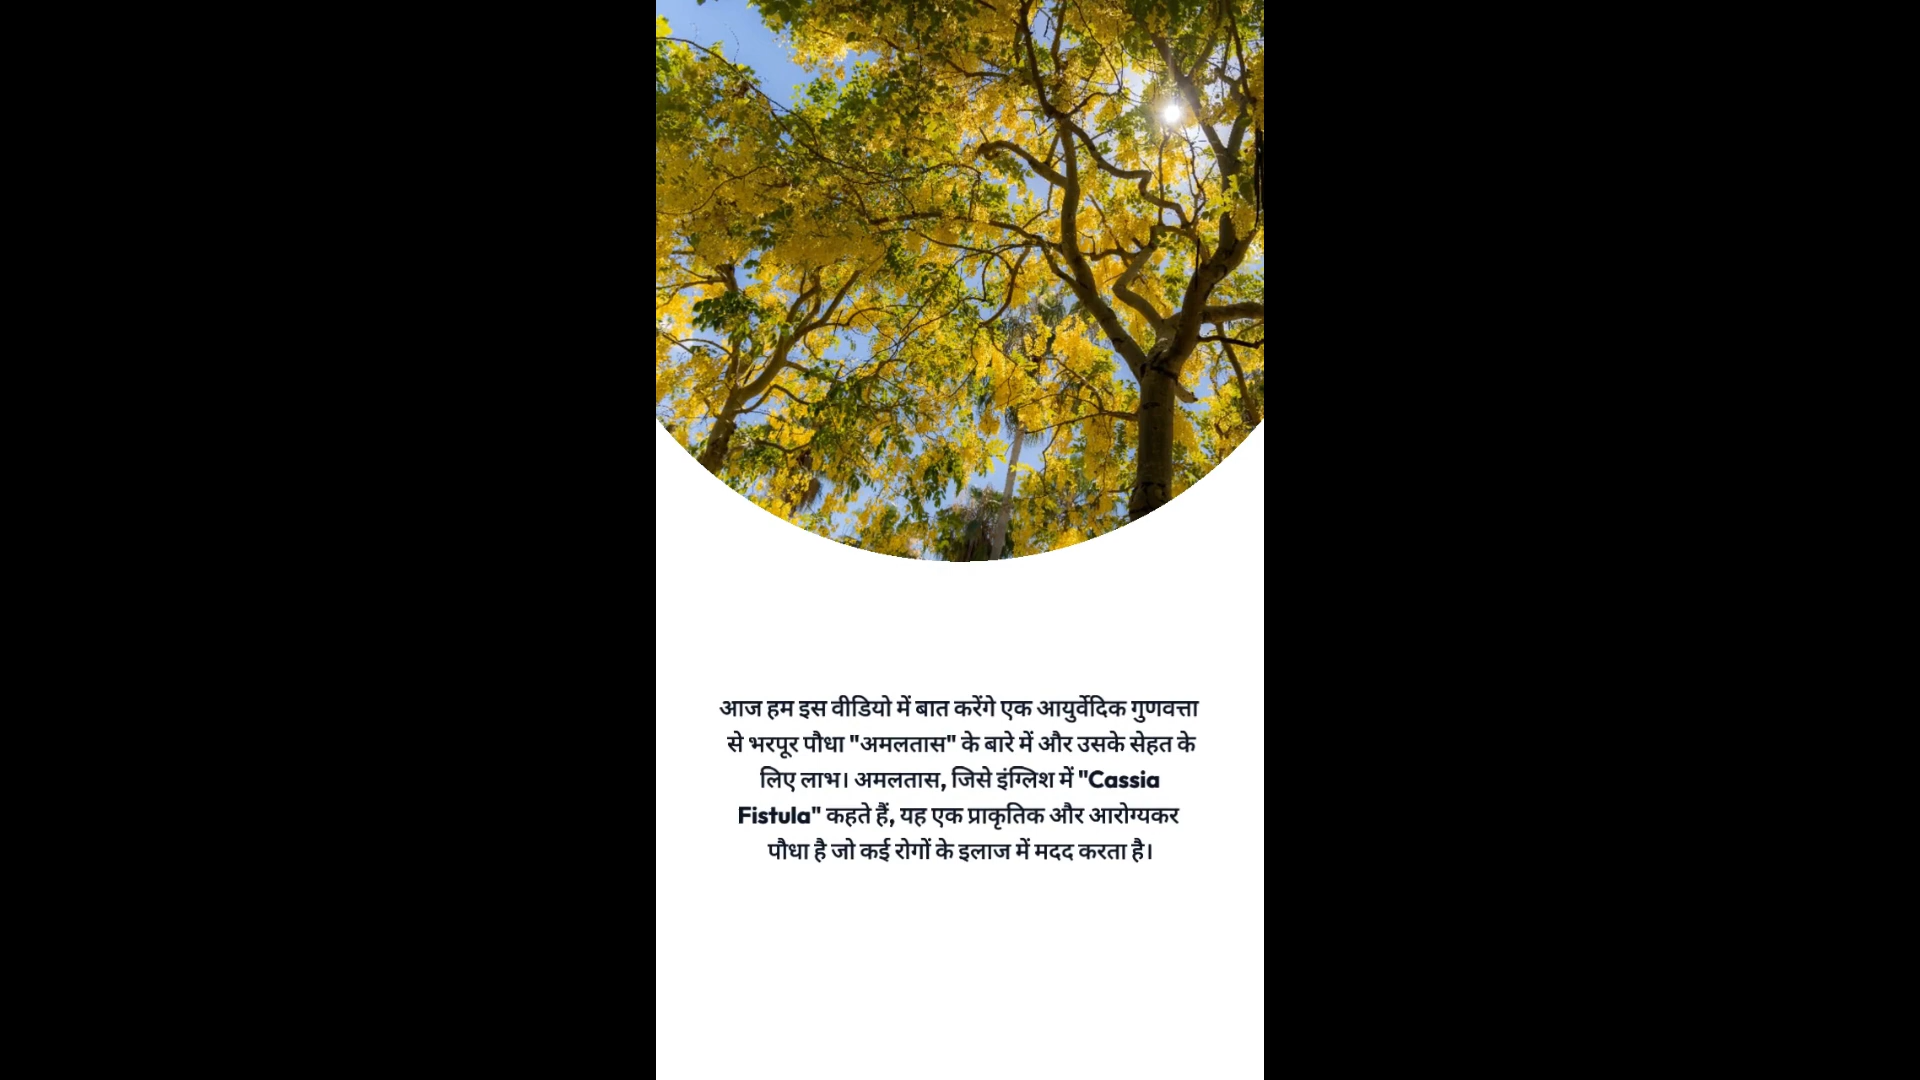 आज हम इस वीडियो में बात करेंगे एक आयुर्वेदिक गुणवत्ता
से भरपूर पौधा "अमलतास" के बारे में और उसके सेहत के
लिए लाभ। अमलतास, जिसे इंग्लिश में "Cassia
Fistula" कहते हैं, यह एक प्राकृतिक और आरोग्यकर
पौधा है जो कई रोगों के इलाज में मदद करता है।